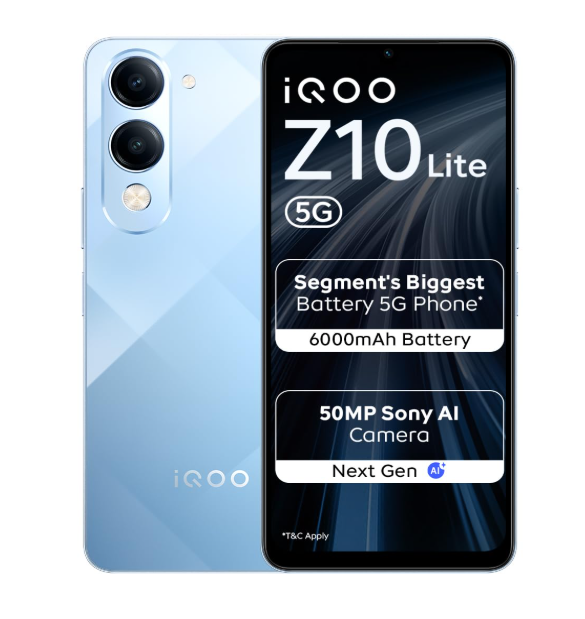 iQOO
Z10 Lite
5G
Segment's Biggest
Battery 5G Phone*
6000mAh Battery
50MP Sony AI
Camera
Next Gen AI
*T&C Apply
iQOO